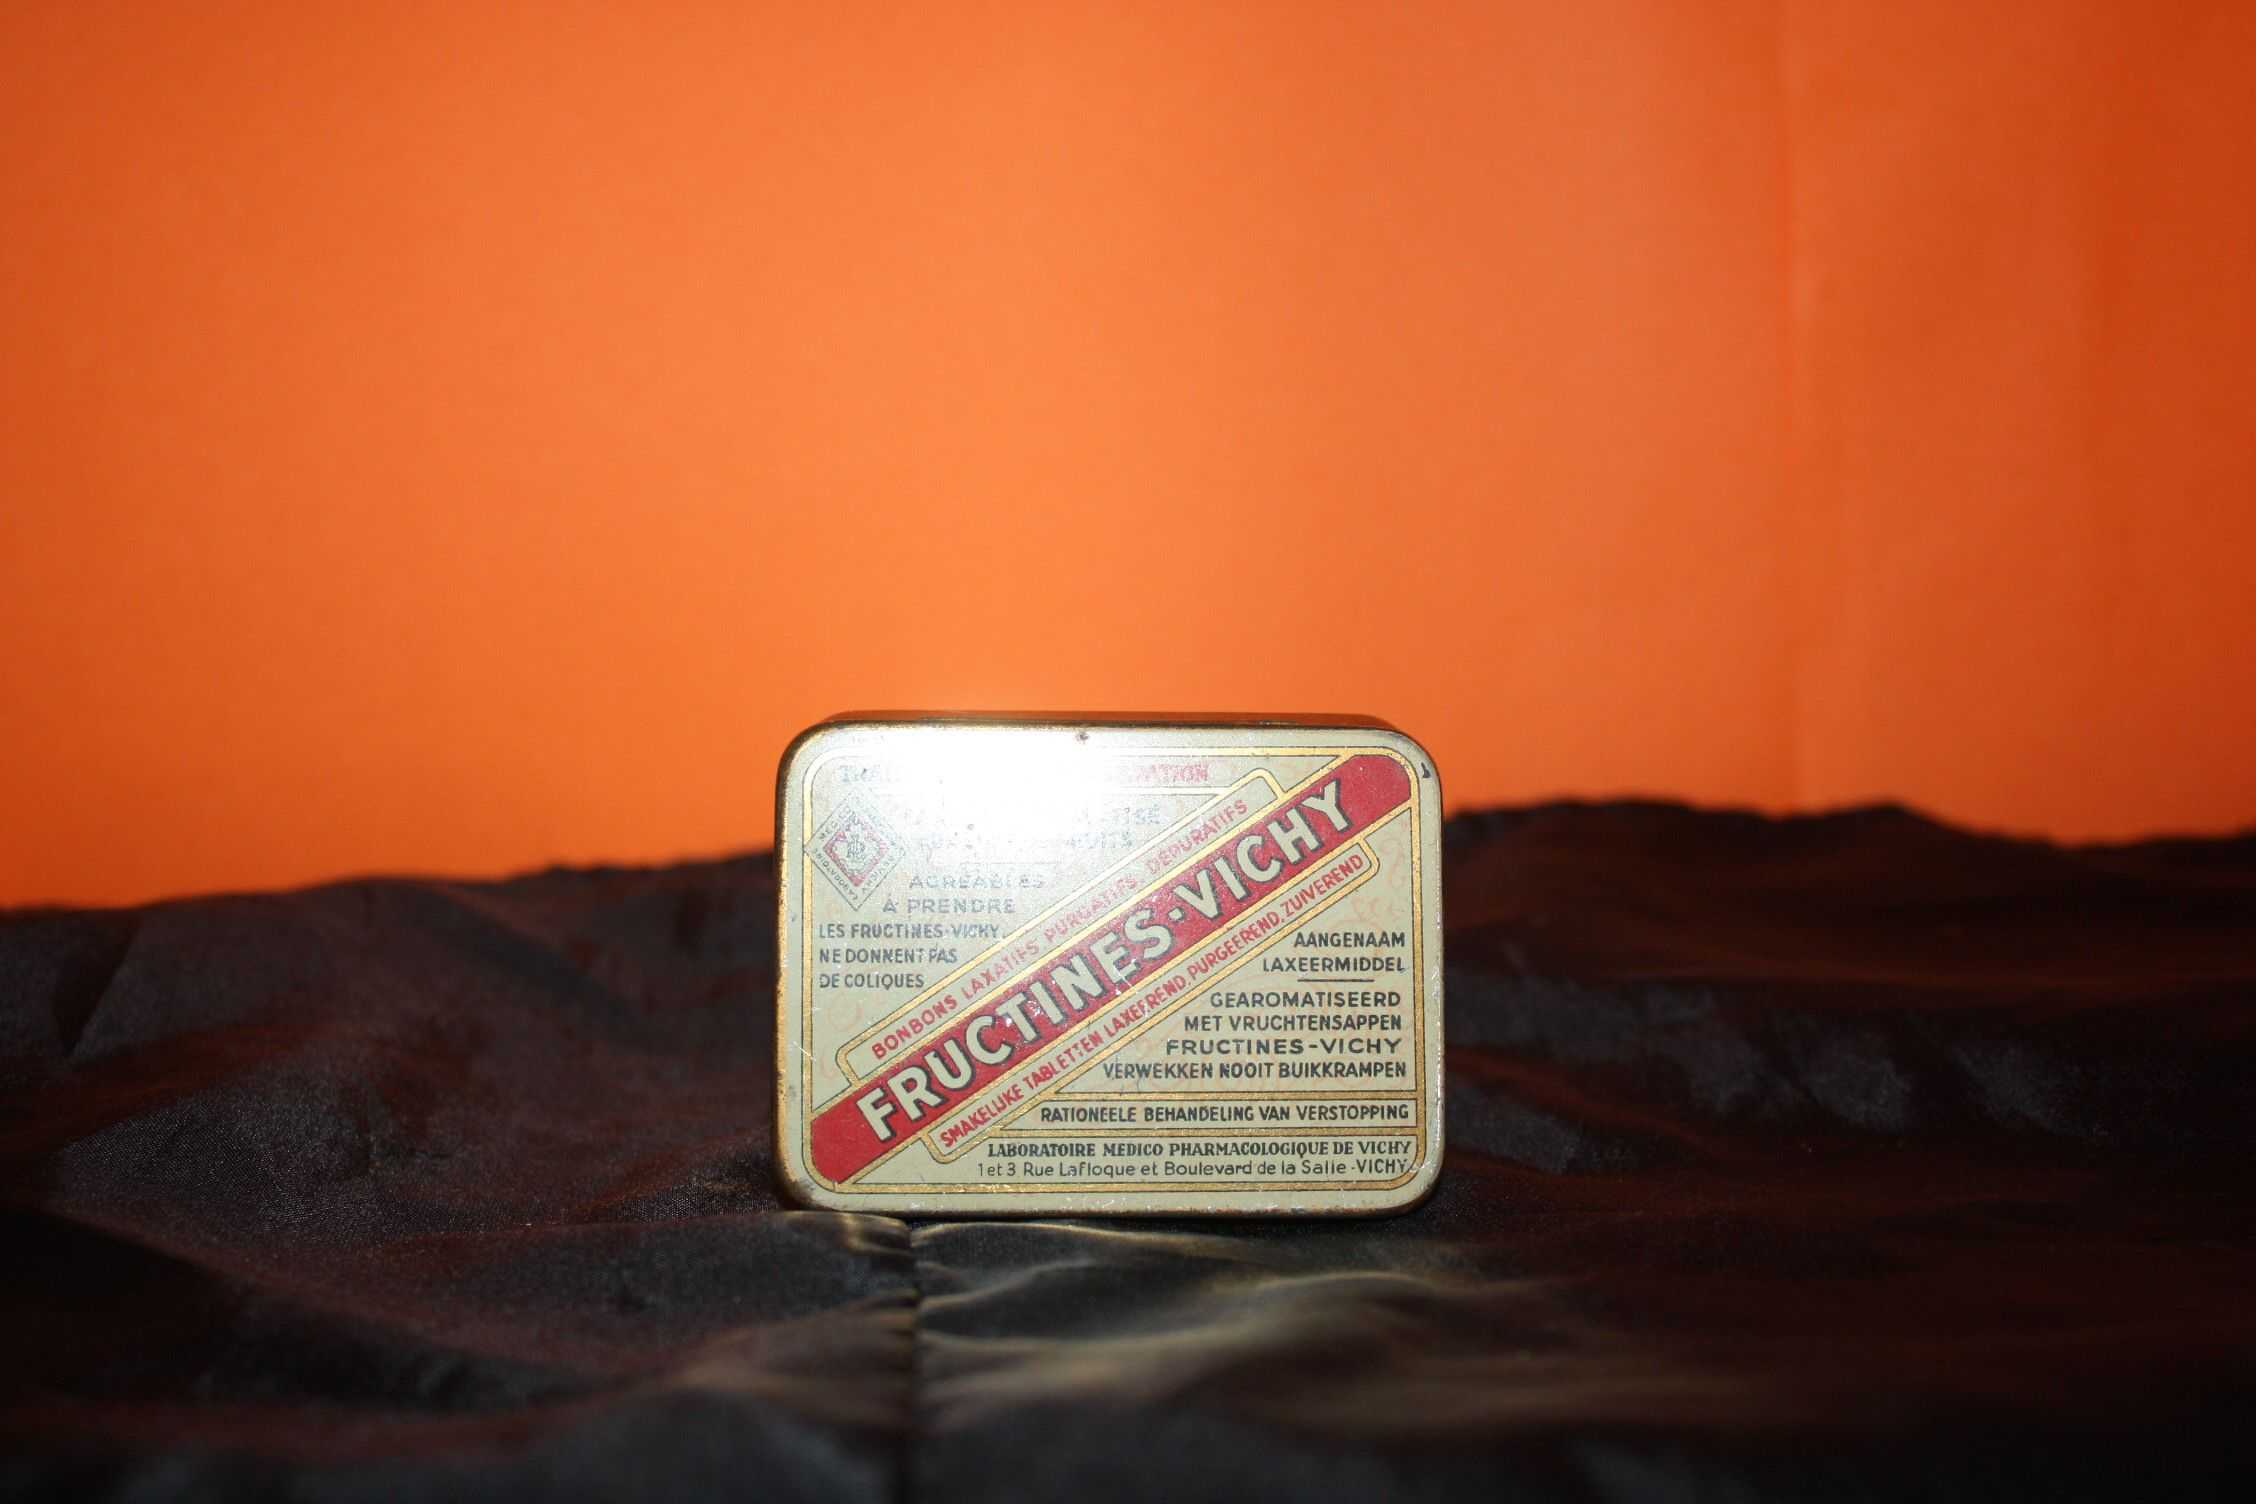 AGREABLES
À PRENDRE
LES FRUCTINES-VICHY
NE DONNENT PAS
DE COLIQUES
BONBONS LAXATIFS, PURGATIFS, DÉPURATIFS
FRUCTINES-VICHY
SMAKELIJKE TABLETTEN LAXEEREND, PURGEEREND, ZUIVEREND
AANGENAAM
LAXEERMIDDEL
GEAROMATISEERD
MET VRUCHTENSAPPEN
FRUCTINES-VICHY
VERWEKKEN NOOIT BUIKKRAMPEN
RATIONEELE BEHANDELING VAN VERSTOPPING
LABORATOIRE MEDICO PHARMACOLOGIQUE DE VICHY
1 et 3 Rue Lafloque et Boulevard de la Salle - VICHY